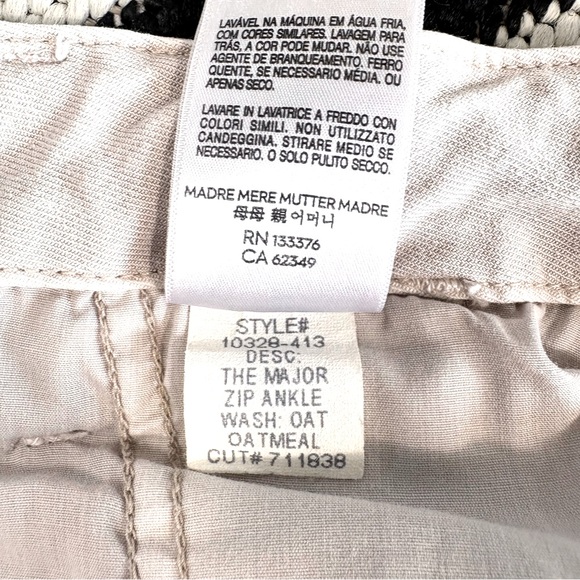 LAVÁVEL NA MÁQUINA EM ÁGUA FRIA,
COM CORES SIMILARES. LAVAGEM PARA
TRÁS, A COR PODE MUDAR. NÃO USE
AGENTE DE BRANQUEAMENTO. FERRO
QUENTE, SE NECESSARIO MÉDIA. OU
APENAS SECO.
LAVARE IN LAVATRICE A FREDDO CON
COLORI SIMILI. NON UTILIZZATO
CANDEGGINA. STIRARE MEDIO SE
NECESSARIO. O SOLO PULITO SECCO.
MADRE MERE MUTTER MADRE
母母 親 어머니
RN 133376
CA 62349
STYLE#
10328-413
DESC:
THE MAJOR
ZIP ANKLE
WASH: OAT
OATMEAL
CUT# 711838